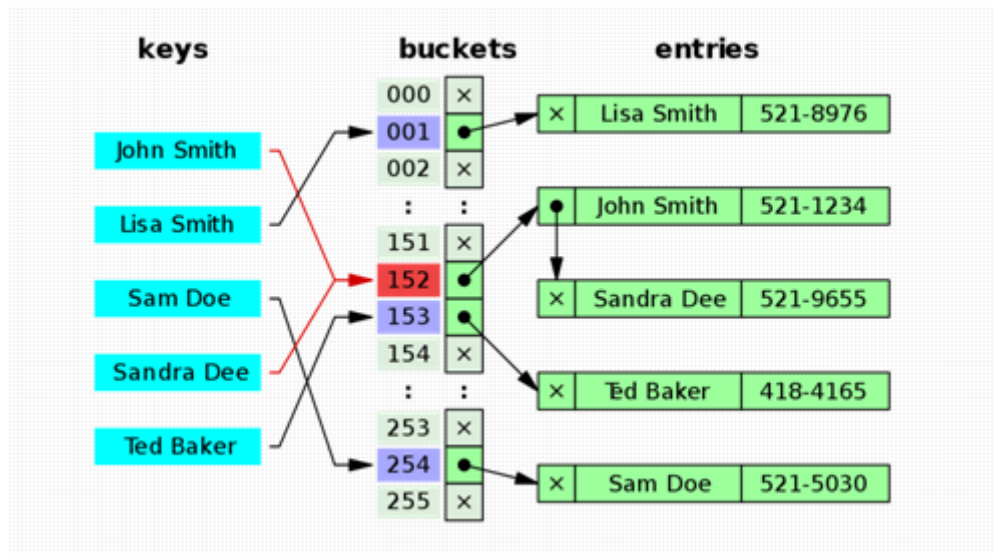 keys buckets entries
John Smith
Lisa Smith
Sam Doe
Sandra Dee
Ted Baker
000 ×
001
002 ×
: :
151 ×
152
153
154 ×
: :
253 ×
254
255 ×
× Lisa Smith 521-8976
John Smith 521-1234
× Sandra Dee 521-9655
× Ted Baker 418-4165
× Sam Doe 521-5030